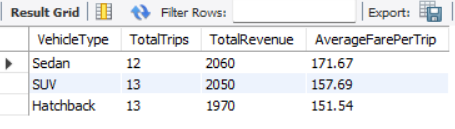 Result Grid Filter Rows: Export:
VehicleType TotalTrips TotalRevenue AverageFarePerTrip
Sedan 12 2060 171.67
SUV 13 2050 157.69
Hatchback 13 1970 151.54